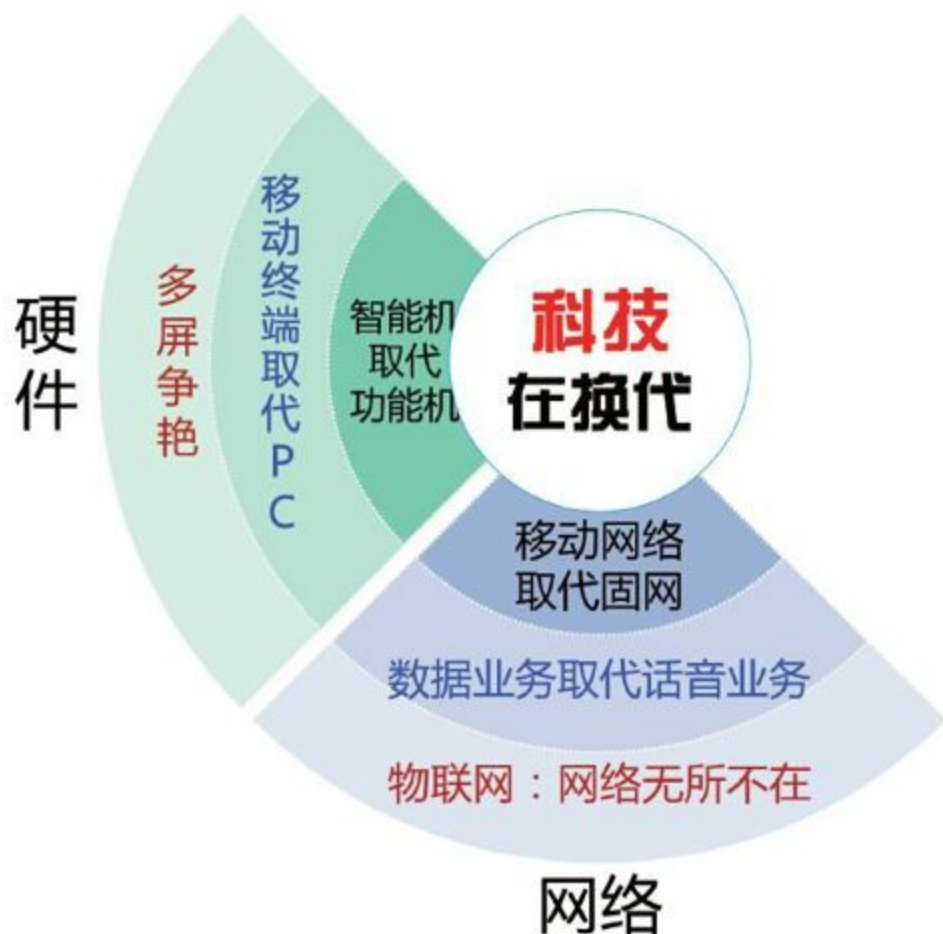 科技
在换代
硬件
多屏争艳
移动终端取代PC
智能机
取代
功能机
移动网络
取代固网
数据业务取代话音业务
物联网：网络无所不在
网络